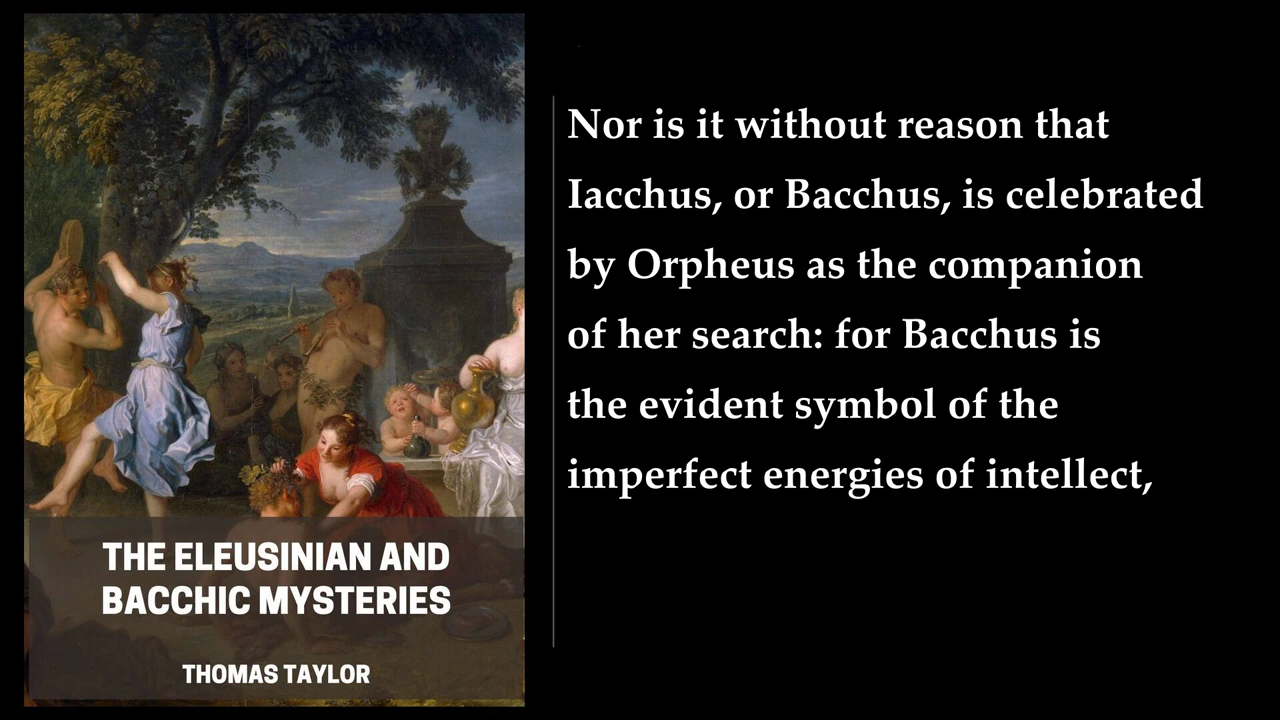 Nor is it without reason that
Iacchus, or Bacchus, is celebrated
by Orpheus as the companion
of her search: for Bacchus is
the evident symbol of the
imperfect energies of intellect,
THE ELEUSINIAN AND
BACCHIC MYSTERIES
THOMAS TAYLOR